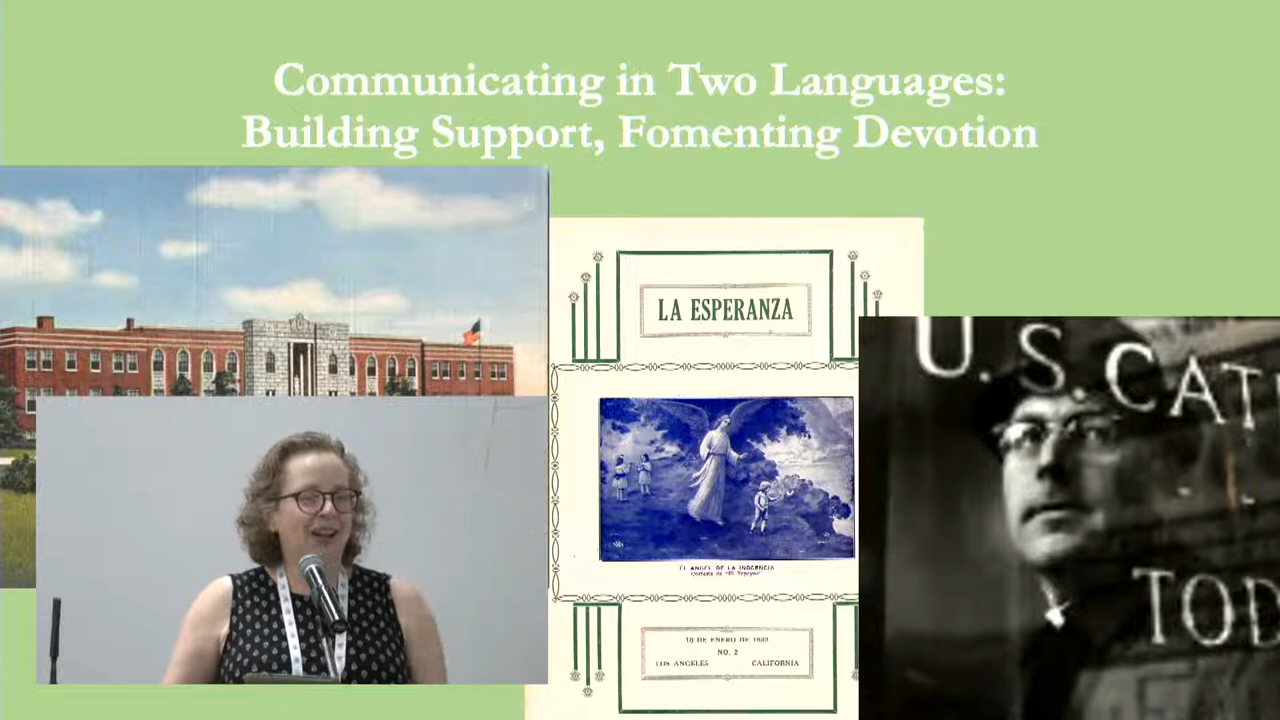 Communicating in Two Languages:
Building Support, Fomenting Devotion
LA ESPERANZA
EL ANGEL DE LA INOCENCIA
10 DE ENERO DE 1933
NO. 2
LOS ANGELES CALIFORNIA
U.S. CAT
TOD